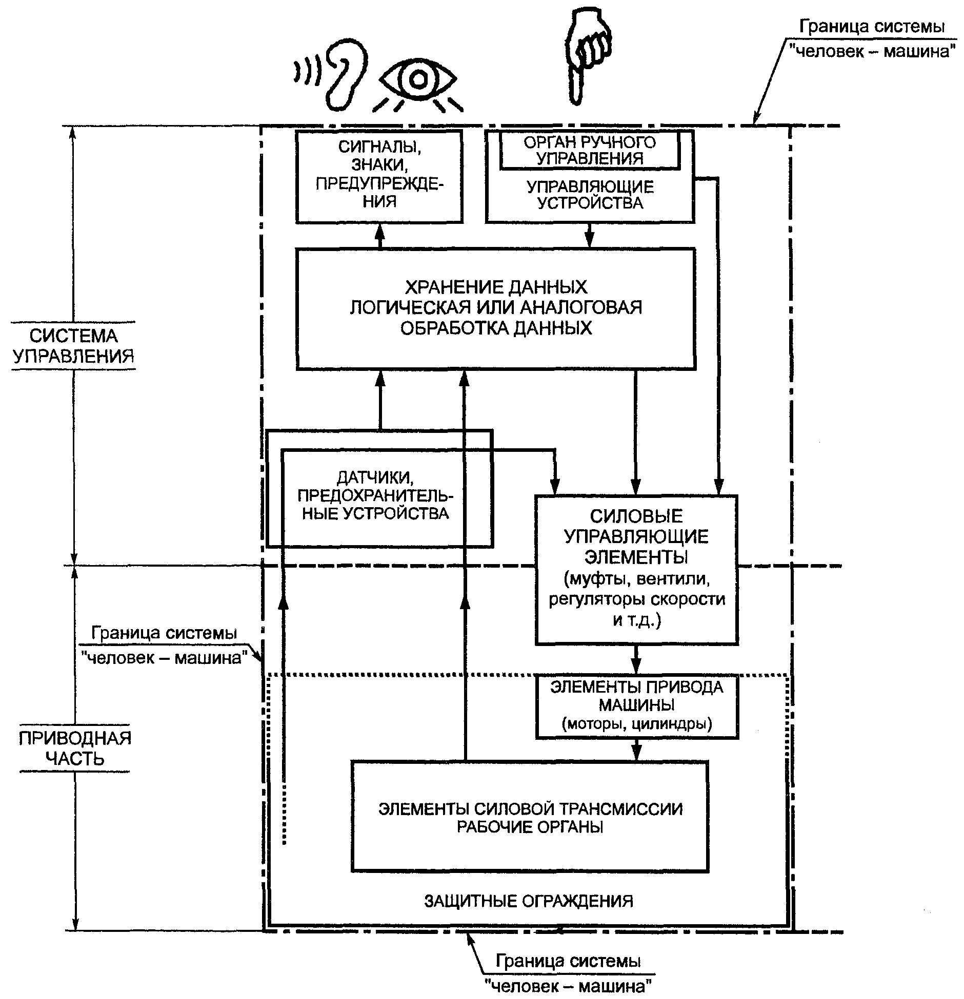 Граница системы
"человек – машина"
СИГНАЛЫ,
ЗНАКИ,
ПРЕДУПРЕЖДЕ-
НИЯ
ОРГАН РУЧНОГО
УПРАВЛЕНИЯ
УПРАВЛЯЮЩИЕ
УСТРОЙСТВА
ХРАНЕНИЕ ДАННЫХ
ЛОГИЧЕСКАЯ ИЛИ АНАЛОГОВАЯ
ОБРАБОТКА ДАННЫХ
СИСТЕМА
УПРАВЛЕНИЯ
ДАТЧИКИ,
ПРЕДОХРАНИТЕЛЬ-
НЫЕ УСТРОЙСТВА
СИЛОВЫЕ
УПРАВЛЯЮЩИЕ
ЭЛЕМЕНТЫ
(муфты, вентили,
регуляторы скорости
и т.д.)
Граница системы
"человек – машина"
ЭЛЕМЕНТЫ ПРИВОДА
МАШИНЫ
(моторы, цилиндры)
ПРИВОДНАЯ
ЧАСТЬ
ЭЛЕМЕНТЫ СИЛОВОЙ ТРАНСМИССИИ
РАБОЧИЕ ОРГАНЫ
ЗАЩИТНЫЕ ОГРАЖДЕНИЯ
Граница системы
"человек – машина"